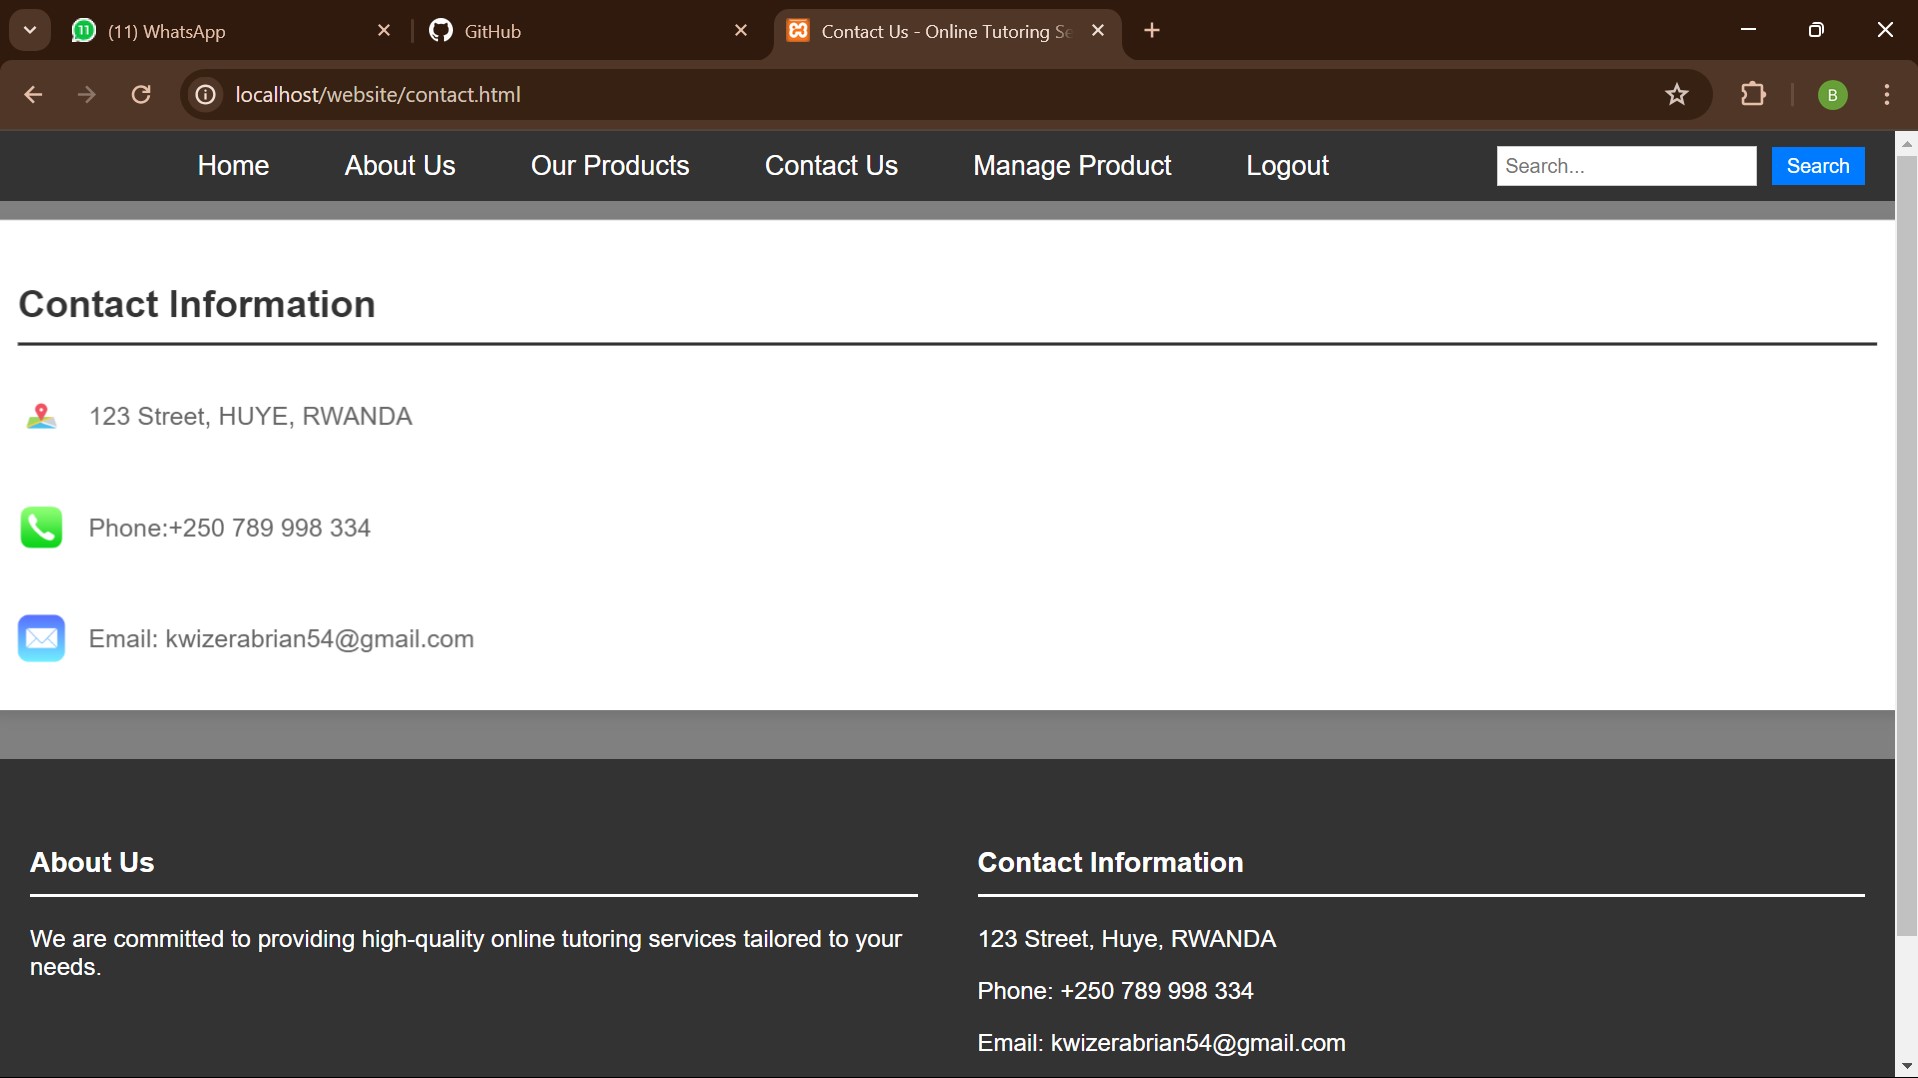 (11) WhatsApp
GitHub
Contact Us - Online Tutoring Se
localhost/website/contact.html
B
Home About Us Our Products Contact Us Manage Product Logout Search... Search
Contact Information
123 Street, HUYE, RWANDA
Phone:+250 789 998 334
Email: kwizerabrian54@gmail.com
About Us
We are committed to providing high-quality online tutoring services tailored to your
needs.
Contact Information
123 Street, Huye, RWANDA
Phone: +250 789 998 334
Email: kwizerabrian54@gmail.com